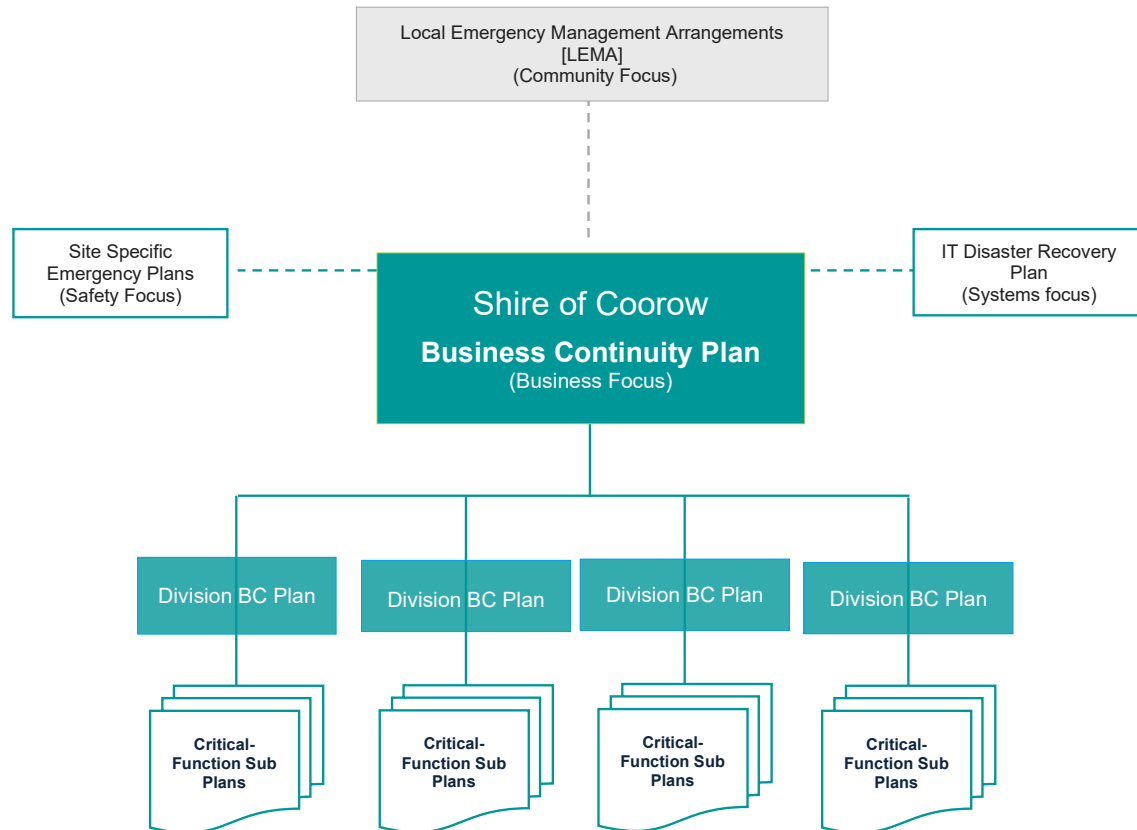 Local Emergency Management Arrangements
[LEMA]
(Community Focus)
Site Specific
Emergency Plans
(Safety Focus)
IT Disaster Recovery
Plan
(Systems focus)
Shire of Coorow
Business Continuity Plan
(Business Focus)
Division BC Plan
Division BC Plan
Division BC Plan
Division BC Plan
Critical-
Function Sub
Plans
Critical-
Function Sub
Plans
Critical-
Function Sub
Plans
Critical-
Function Sub
Plans